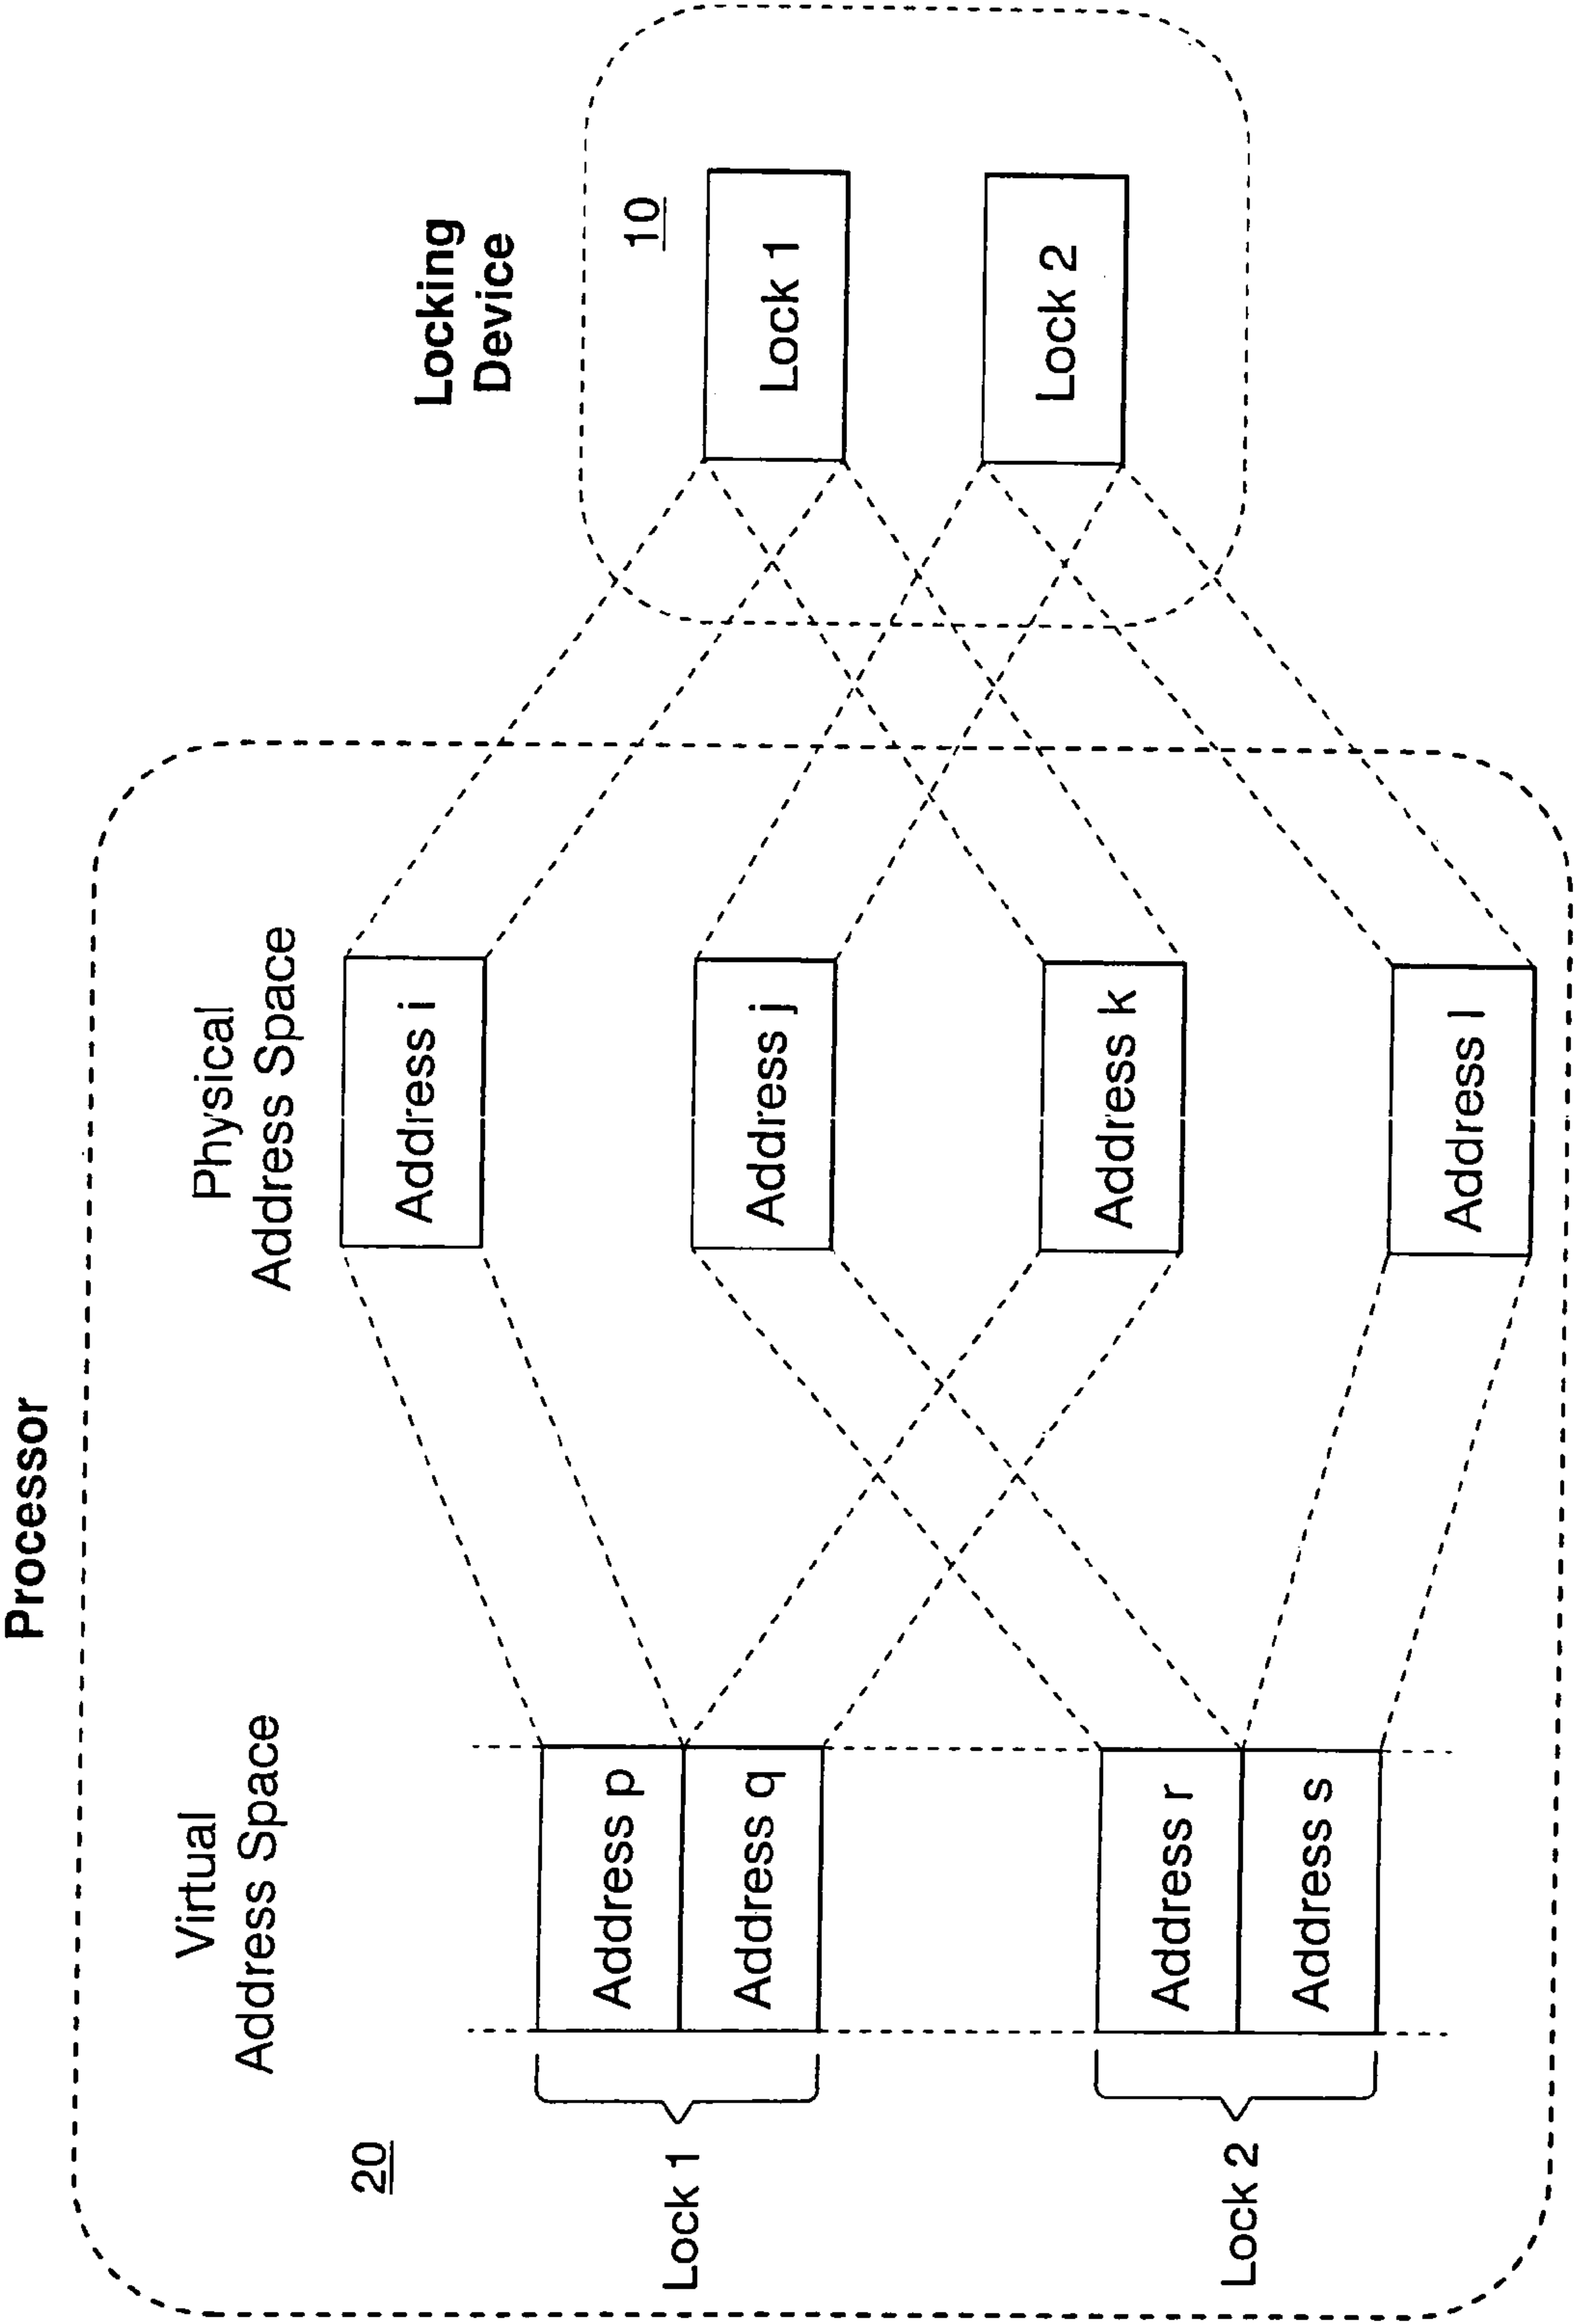 Processor
Virtual
Address Space
Physical
Address Space
Locking
Device
20
10
Lock 1
Address p
Address q
Lock 2
Address r
Address s
Address i
Address j
Address k
Address l
Lock 1
Lock 2